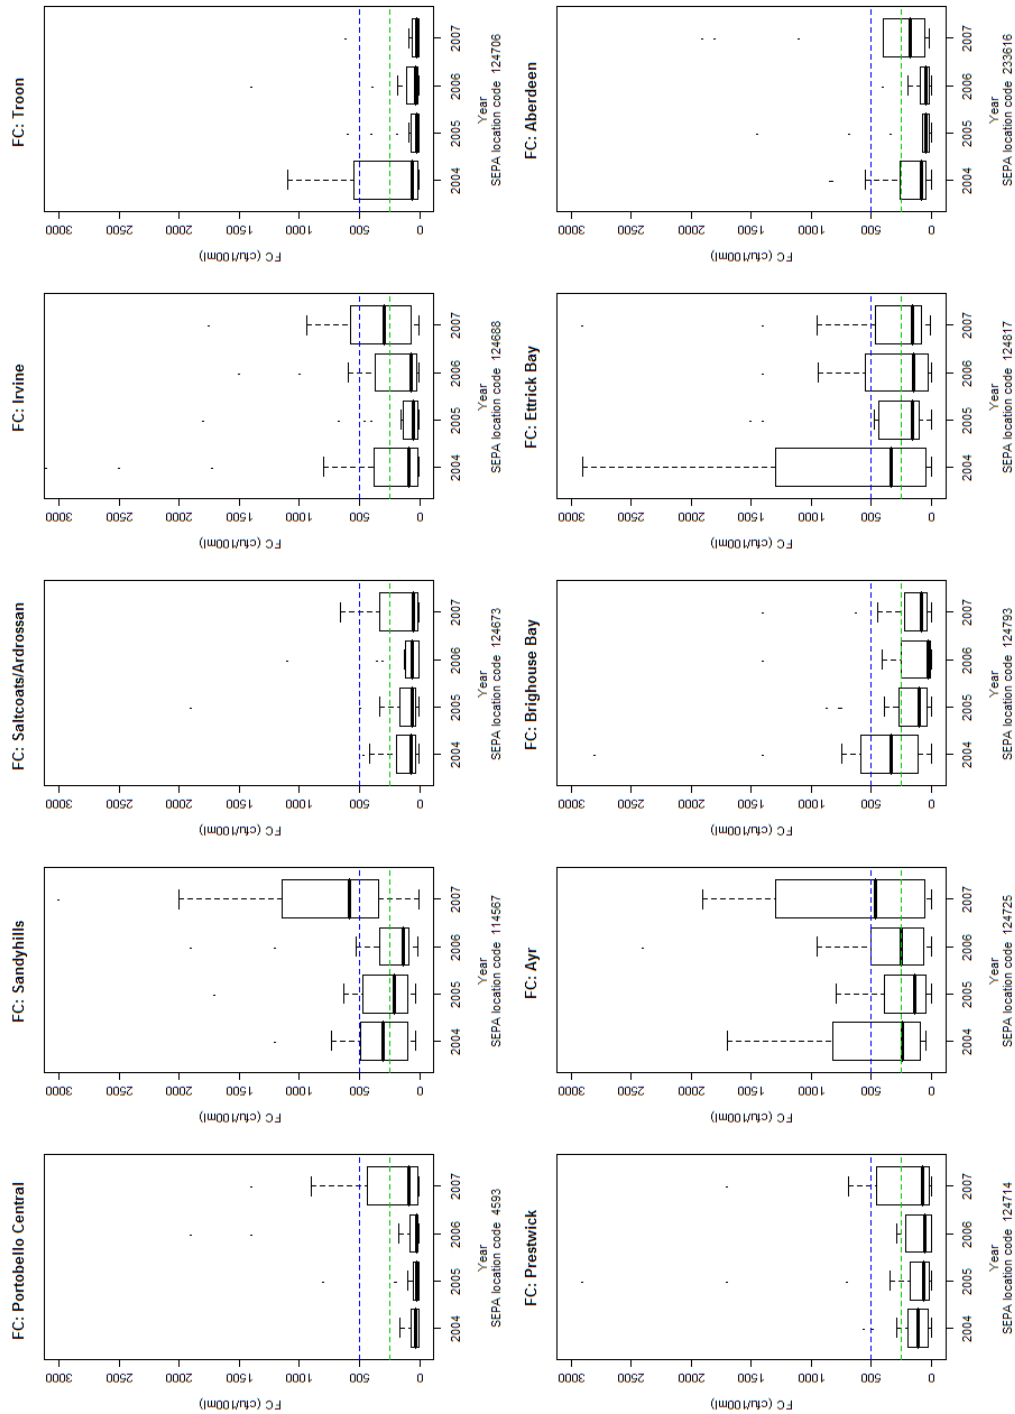 FC: Portobello Central
FC (cfu/100ml)
0 500 1000 1500 2000 2500 3000
2004 2005 2006 2007
Year
SEPA location code 4593
FC: Sandyhills
FC (cfu/100ml)
0 500 1000 1500 2000 2500 3000
2004 2005 2006 2007
Year
SEPA location code 114567
FC: Saltcoats/Ardrossan
FC (cfu/100ml)
0 500 1000 1500 2000 2500 3000
2004 2005 2006 2007
Year
SEPA location code 124673
FC: Irvine
FC (cfu/100ml)
0 500 1000 1500 2000 2500 3000
2004 2005 2006 2007
Year
SEPA location code 124688
FC: Troon
FC (cfu/100ml)
0 500 1000 1500 2000 2500 3000
2004 2005 2006 2007
Year
SEPA location code 124706
FC: Prestwick
FC (cfu/100ml)
0 500 1000 1500 2000 2500 3000
2004 2005 2006 2007
Year
SEPA location code 124714
FC: Ayr
FC (cfu/100ml)
0 500 1000 1500 2000 2500 3000
2004 2005 2006 2007
Year
SEPA location code 124725
FC: Brighouse Bay
FC (cfu/100ml)
0 500 1000 1500 2000 2500 3000
2004 2005 2006 2007
Year
SEPA location code 124793
FC: Ettrick Bay
FC (cfu/100ml)
0 500 1000 1500 2000 2500 3000
2004 2005 2006 2007
Year
SEPA location code 124817
FC: Aberdeen
FC (cfu/100ml)
0 500 1000 1500 2000 2500 3000
2004 2005 2006 2007
Year
SEPA location code 233616